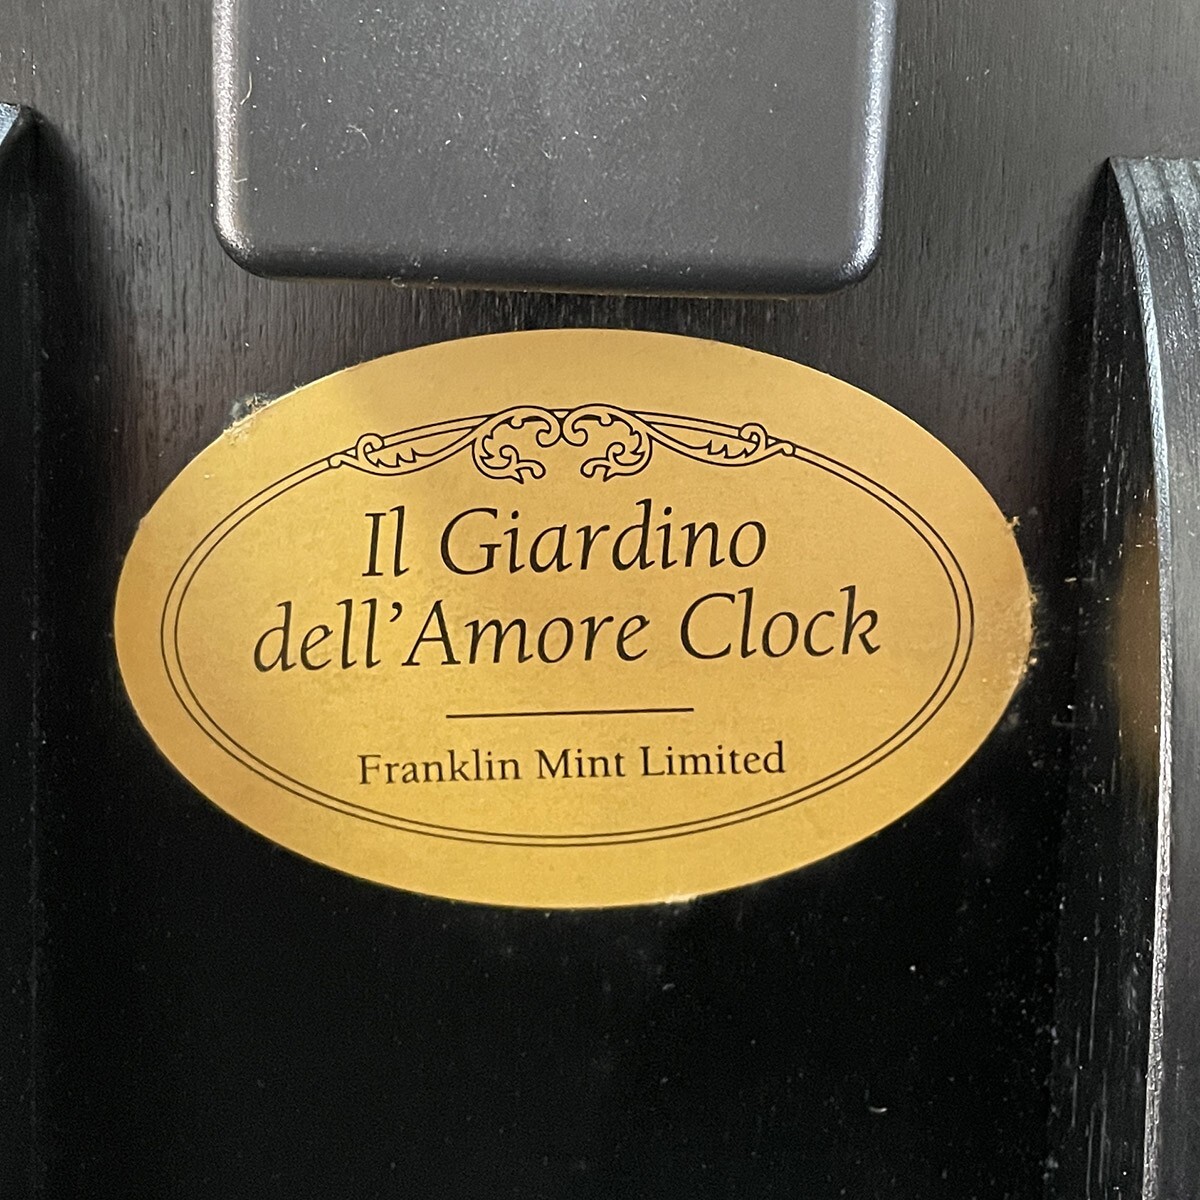 Il Giardino
dell'Amore Clock
Franklin Mint Limited